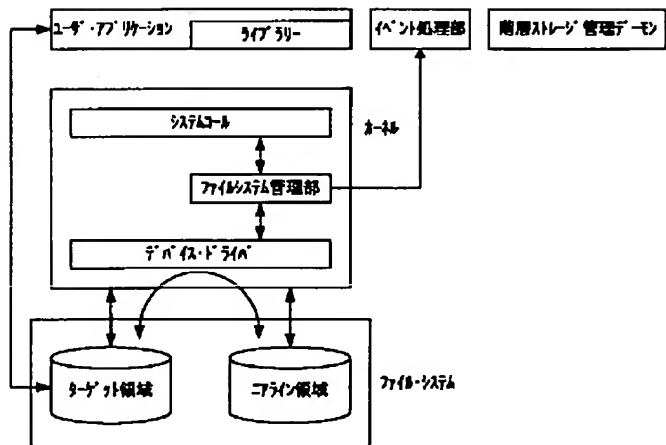 ユーザ・アプリケーション
ライブラリー
イベント処理部
階層ストレージ管理デーモン
システムコール
カーネル
ファイルシステム管理部
デバイス・ドライバ
ターゲット領域
ニアライン領域
ファイル・システム